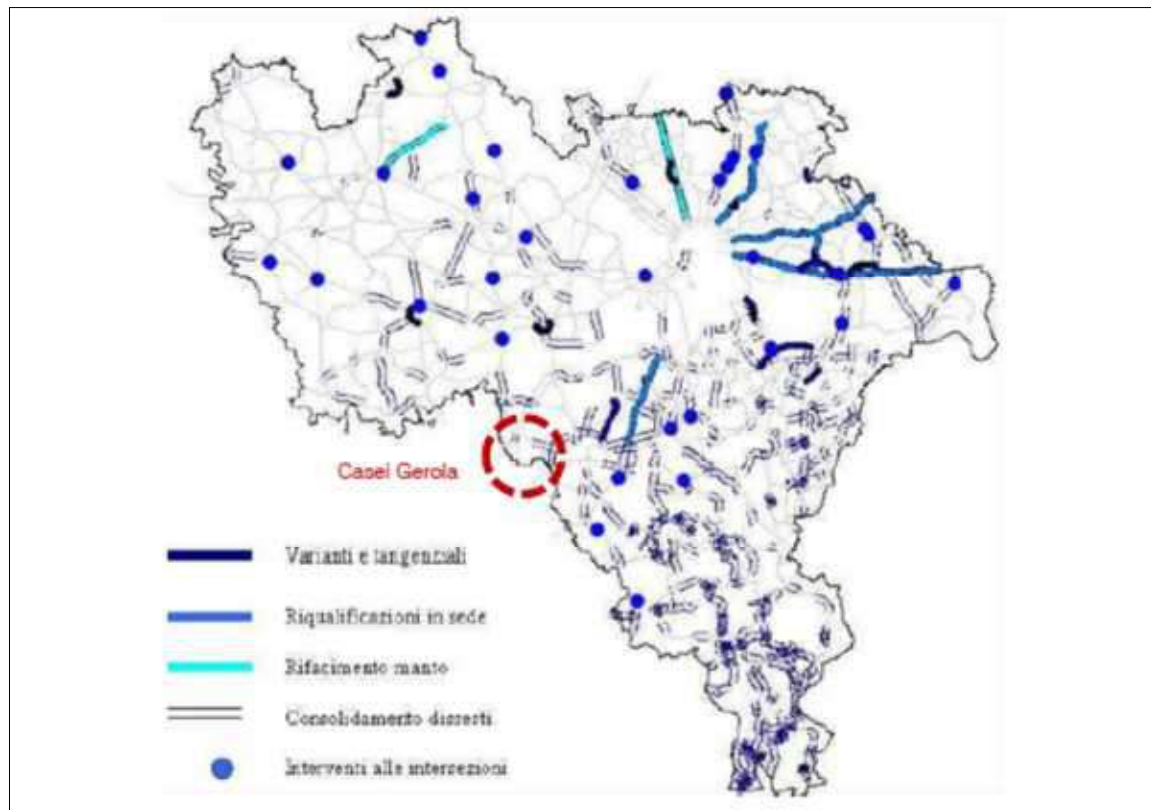 Casei Gerola
Varianti e tangenziali
Riqualificazioni in sede
Rifacimento manto
Consolidamento dissesti
Interventi alle intersezioni